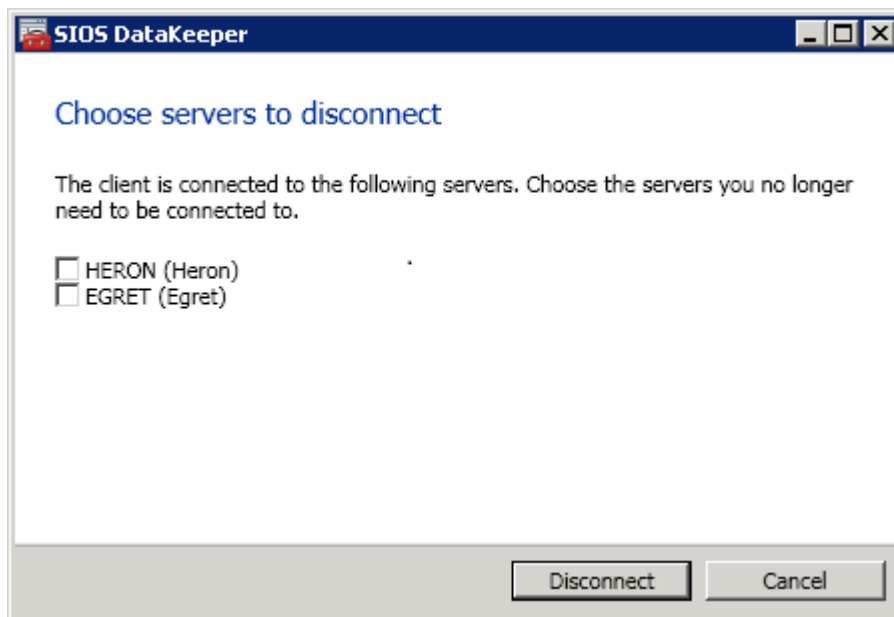 SIOS DataKeeper
Choose servers to disconnect
The client is connected to the following servers. Choose the servers you no longer
need to be connected to.
HERON (Heron)
EGRET (Egret)
Disconnect Cancel